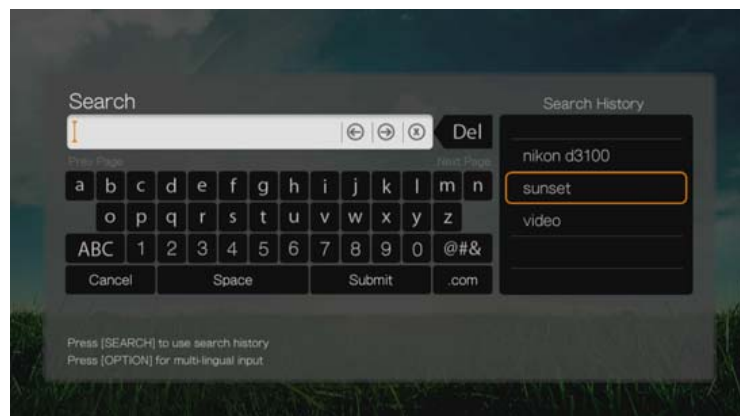 Search
Search History
Del
Prev Page
Next Page
nikon d3100
a b c d e f g h i j k l m n
sunset
o p q r s t u v w x y z
video
ABC 1 2 3 4 5 6 7 8 9 0 @#&
Cancel Space Submit .com
Press [SEARCH] to use search history
Press [OPTION] for multi-lingual input